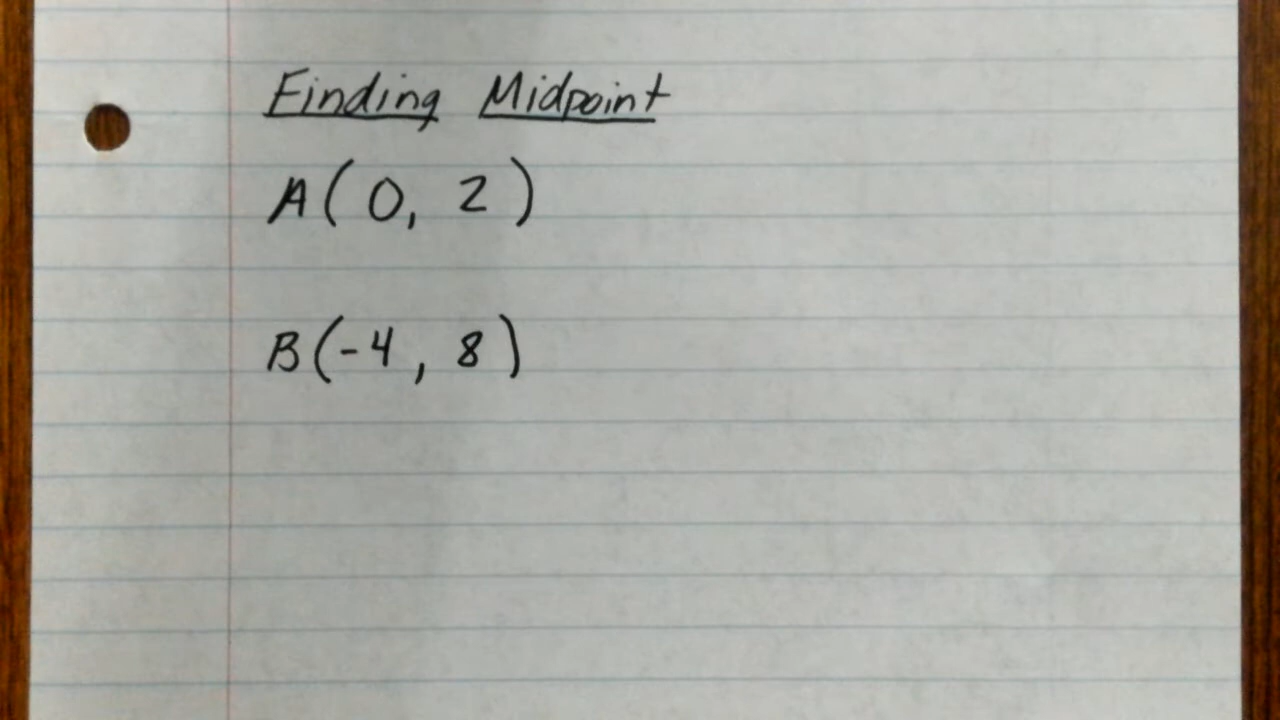 Finding Midpoint
A(0, 2)
B(-4, 8)